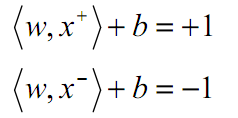 ⟨w, x⁺⟩ + b = +1
⟨w, x⁻⟩ + b = −1